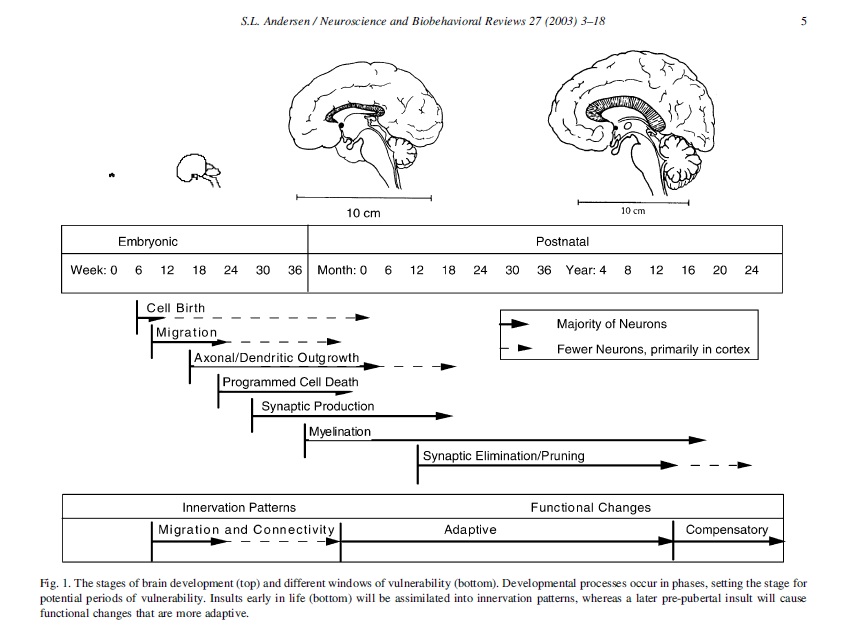 S.L. Andersen / Neuroscience and Biobehavioral Reviews 27 (2003) 3–18 5
10 cm
10 cm
Embryonic Postnatal
Week: 0 6 12 18 24 30 36 Month: 0 6 12 18 24 30 36 Year: 4 8 12 16 20 24
Cell Birth
Migration
Axonal/Dendritic Outgrowth
Programmed Cell Death
Synaptic Production
Myelination
Synaptic Elimination/Pruning
Majority of Neurons
Fewer Neurons, primarily in cortex
Innervation Patterns Functional Changes
Migration and Connectivity Adaptive Compensatory
Fig. 1. The stages of brain development (top) and different windows of vulnerability (bottom). Developmental processes occur in phases, setting the stage for
potential periods of vulnerability. Insults early in life (bottom) will be assimilated into innervation patterns, whereas a later pre-pubertal insult will cause
functional changes that are more adaptive.